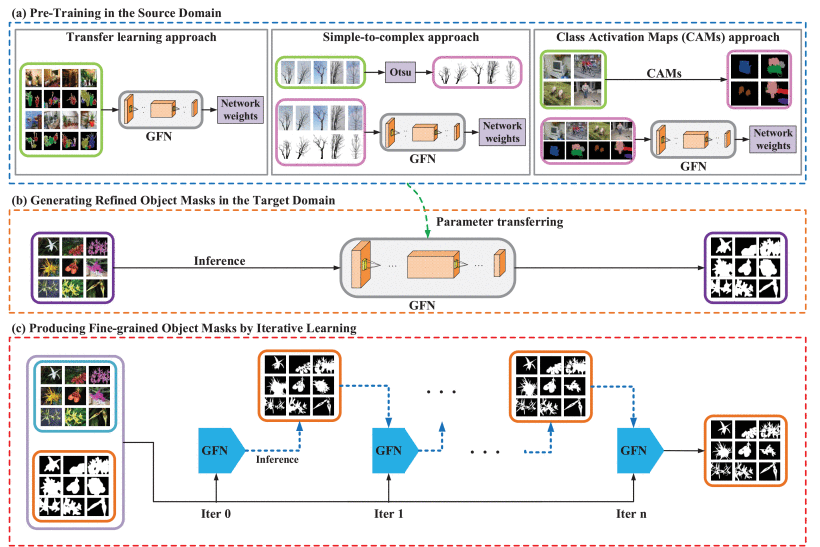 (a) Pre-Training in the Source Domain
Transfer learning approach
GFN
Network
weights
Simple-to-complex approach
Otsu
GFN
Network
weights
Class Activation Maps (CAMs) approach
CAMs
GFN
Network
weights
(b) Generating Refined Object Masks in the Target Domain
Parameter transferring
Inference
GFN
(c) Producing Fine-grained Object Masks by Iterative Learning
GFN
Inference
GFN
GFN
Iter 0
Iter 1
Iter n